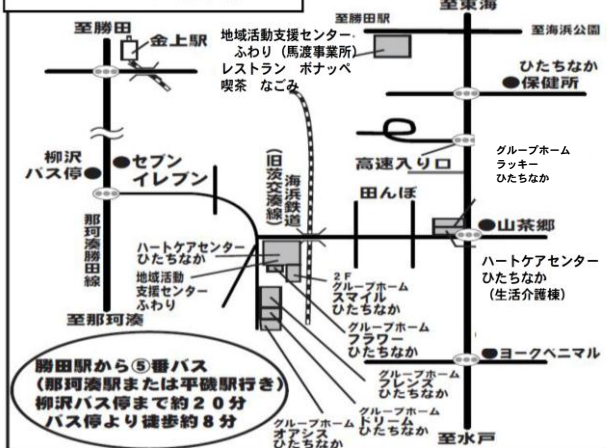 至東海
至勝田駅
至海浜公園
至勝田
金上駅
地域活動支援センター
ふわり（馬渡事業所）
レストラン ボナッペ
喫茶 なごみ
ひたちなか
保健所
柳沢
バス停
セブン
イレブン
高速入り口
グループホーム
ラッキー
ひたちなか
海浜鉄道
（旧茨交湊線）
田んぼ
山茶郷
那珂湊勝田線
ハートケアセンター
ひたちなか
地域活動
支援センター
ふわり
２Ｆ
グループホーム
スマイル
ひたちなか
ハートケアセンター
ひたちなか
（生活介護棟）
至那珂湊
グループホーム
フラワー
ひたちなか
ヨークベニマル
グループホーム
フレンズ
ひたちなか
グループホーム
ドリーム
ひたちなか
グループホーム
オアシス
ひたちなか
至水戸
勝田駅から⑤番バス
（那珂湊駅または平磯駅行き）
柳沢バス停まで約２０分
バス停より徒歩約８分